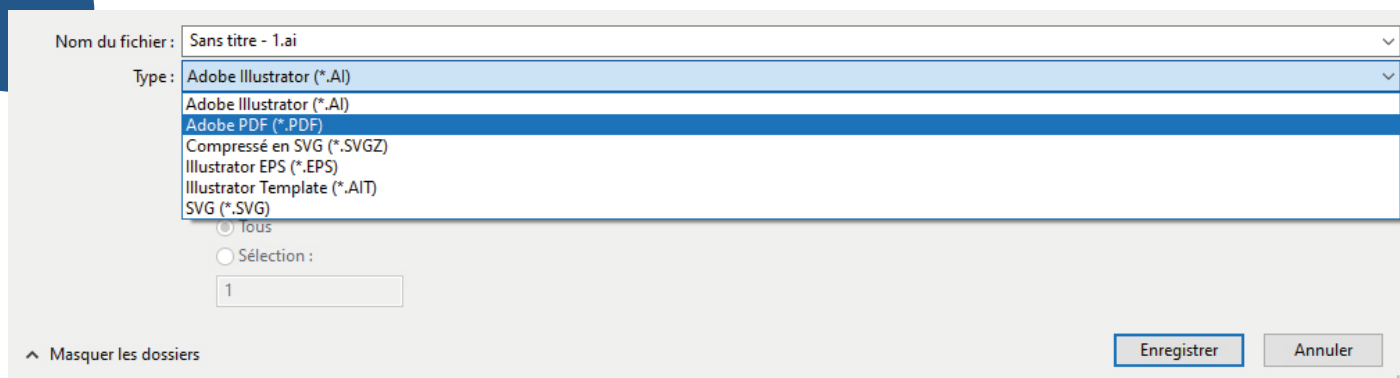 Nom du fichier : Sans titre - 1.ai
Type : Adobe Illustrator (*.AI)
Adobe Illustrator (*.AI)
Adobe PDF (*.PDF)
Compressé en SVG (*.SVGZ)
Illustrator EPS (*.EPS)
Illustrator Template (*.AIT)
SVG (*.SVG)
Tous
Sélection :
1
Masquer les dossiers Enregistrer Annuler